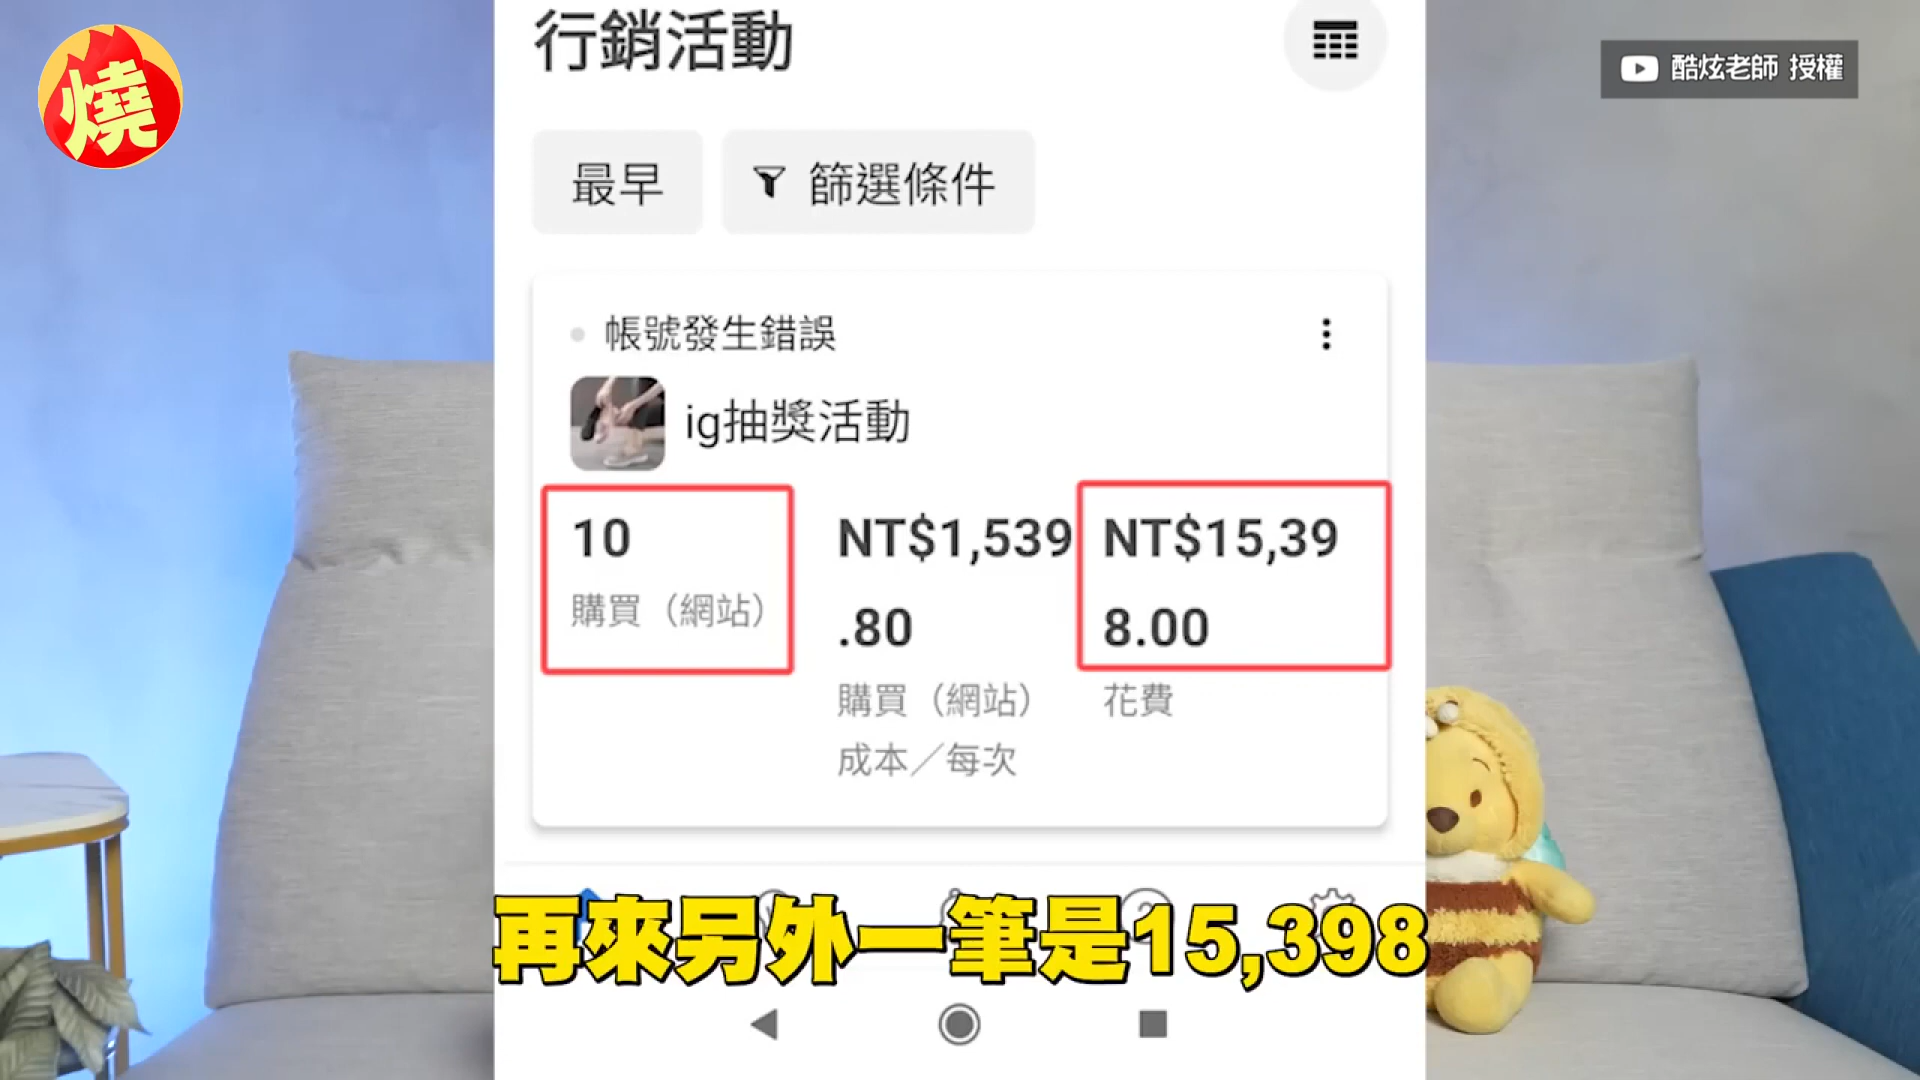 燒
行銷活動
酷炫老師 授權
最早
篩選條件
帳號發生錯誤
ig抽獎活動
10
購買（網站）
NT$1,539
.80
購買（網站）
成本／每次
NT$15,39
8.00
花費
再來另外一筆是15,398